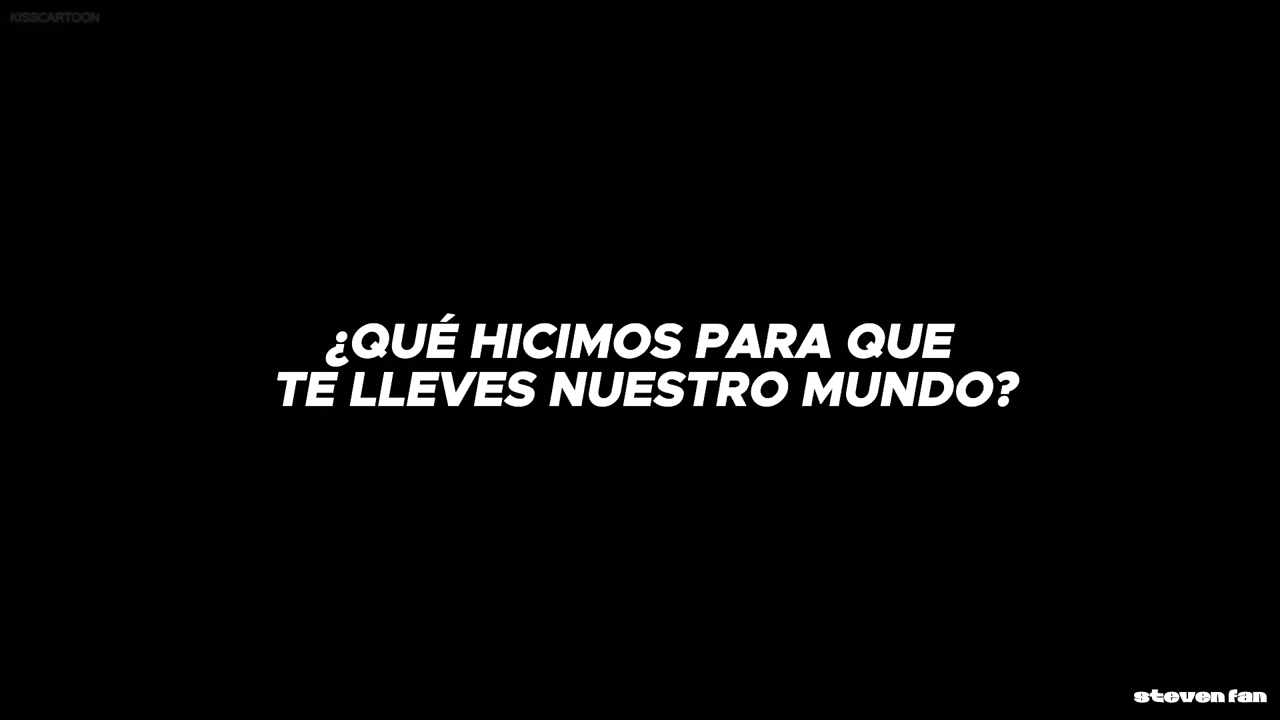 KISSCARTOON
¿QUÉ HICIMOS PARA QUE
TE LLEVES NUESTRO MUNDO?
steven fan